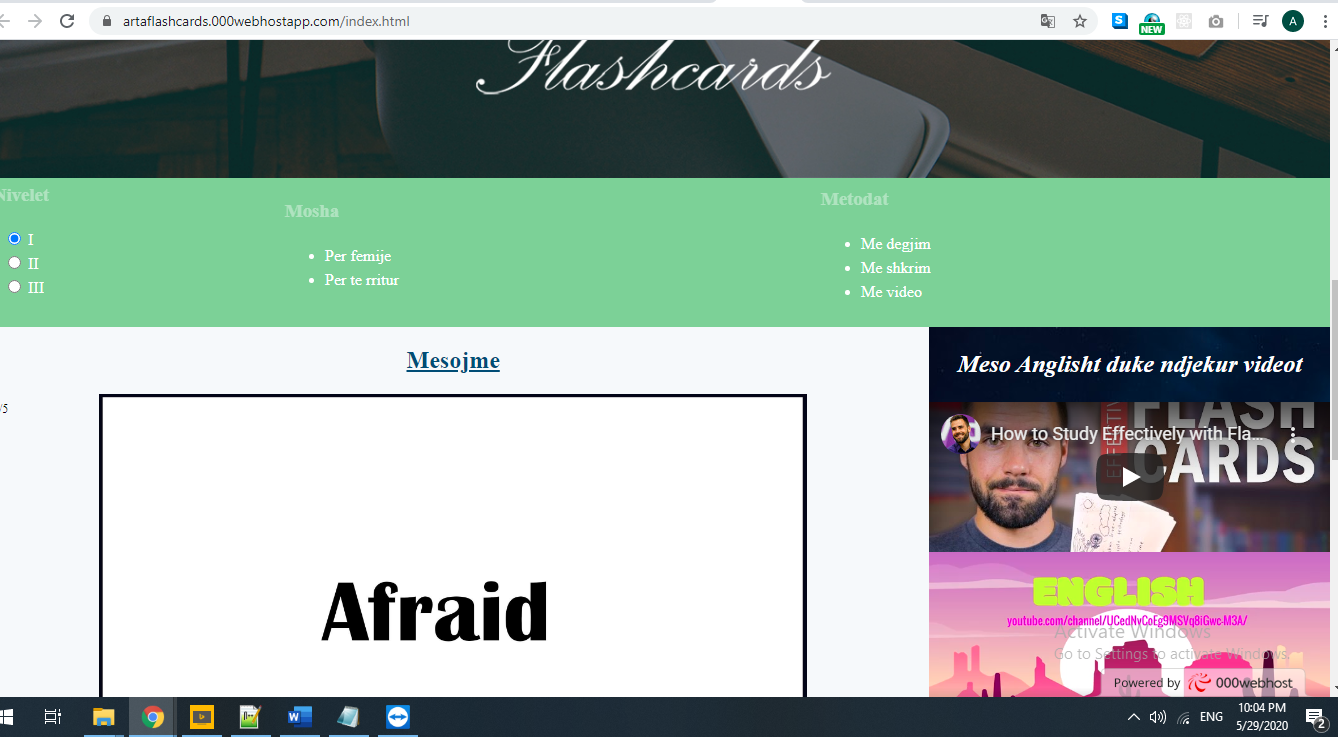 artaflashcards.000webhostapp.com/index.html
NEW
A
Flashcards
Nivelet
I
II
III
Mosha
Per femije
Per te rritur
Metodat
Me degjim
Me shkrim
Me video
Mesojme
/5
Afraid
Meso Anglisht duke ndjekur videot
How to Study Effectively with Fla...
FLASH
CARDS
ENGLISH
youtube.com/channel/UCedNvCoEg9MSVq8iGwc-M3A/
Activate Windows
Go to Settings to activate Windows.
Powered by 000webhost
ENG
10:04 PM
5/29/2020
2